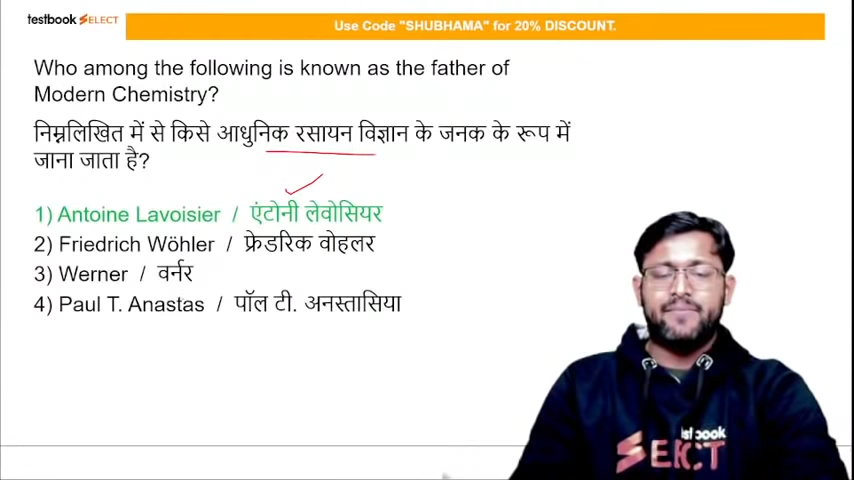 testbook SELECT
Use Code "SHUBHAMA" for 20% DISCOUNT.
Who among the following is known as the father of
Modern Chemistry?
निम्नलिखित में से किसे आधुनिक रसायन विज्ञान के जनक के रूप में
जाना जाता है?
1) Antoine Lavoisier / एंटोनी लेवोसियर
2) Friedrich Wöhler / फ्रेडरिक वोहलर
3) Werner / वर्नर
4) Paul T. Anastas / पॉल टी. अनस्तासिया
testbook
SELECT